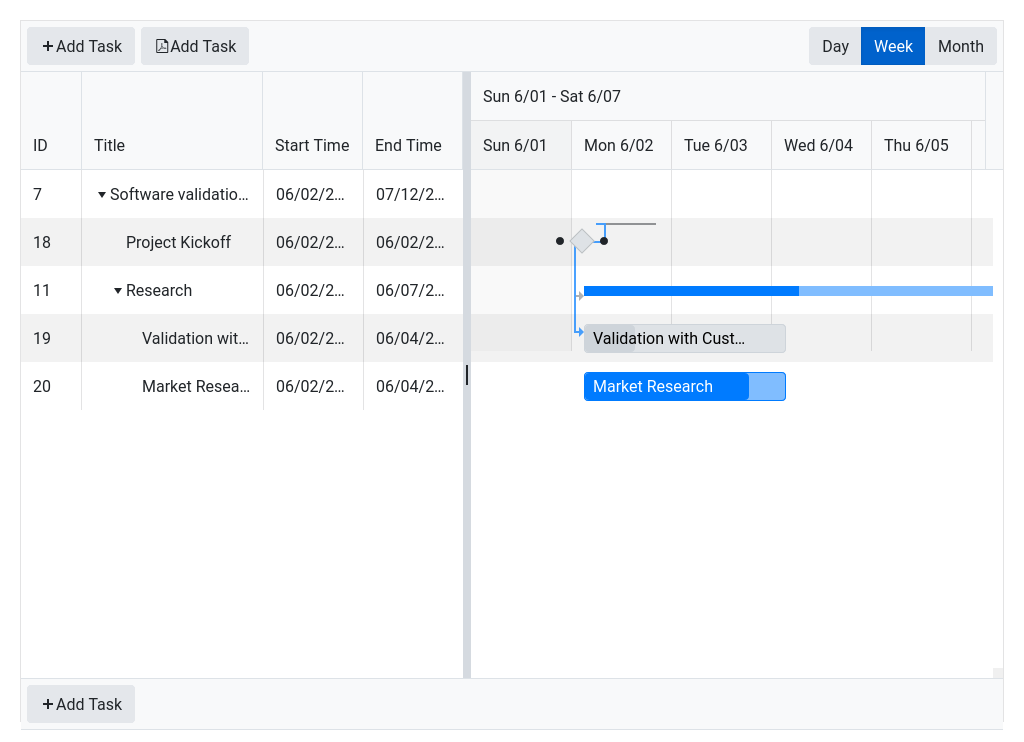 Add Task
Add Task
Day
Week
Month
ID
Title
Start Time
End Time
Sun 6/01 - Sat 6/07
Sun 6/01
Mon 6/02
Tue 6/03
Wed 6/04
Thu 6/05
7
Software validatio…
06/02/2…
07/12/2…
18
Project Kickoff
06/02/2…
06/02/2…
11
Research
06/02/2…
06/07/2…
19
Validation wit…
06/02/2…
06/04/2…
Validation with Cust…
20
Market Resea…
06/02/2…
06/04/2…
Market Research
Add Task